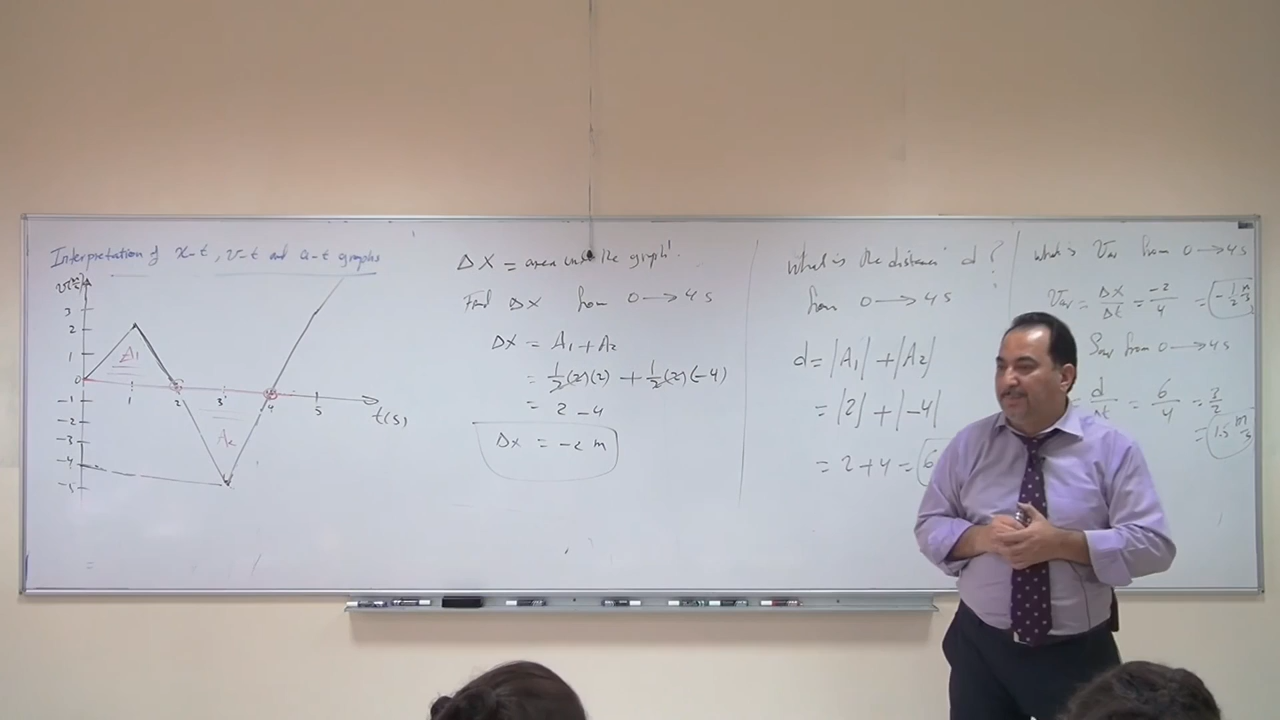 Interpretation of x-t, v-t and a-t graphs
v(m/s)
3
2
1
0
-1
-2
-3
-4
-5
A1
A2
1 2 3 4 5
t(s)
Δx = area inside the graph!
Find Δx from 0 → 4 s
Δx = A1 + A2
= 1/2(2)(2) + 1/2(2)(-4)
= 2 - 4
Δx = -2 m
What is the distance d?
from 0 → 4 s
d = |A1| + |A2|
= |2| + |-4|
= 2 + 4 = 6
what is Vav from 0 → 4 s
Vav = Δx/Δt = -2/4 = -1/2 m/s
Sav from 0 → 4 s
= d/Δt = 6/4 = 3/2
= 1.5 m/s